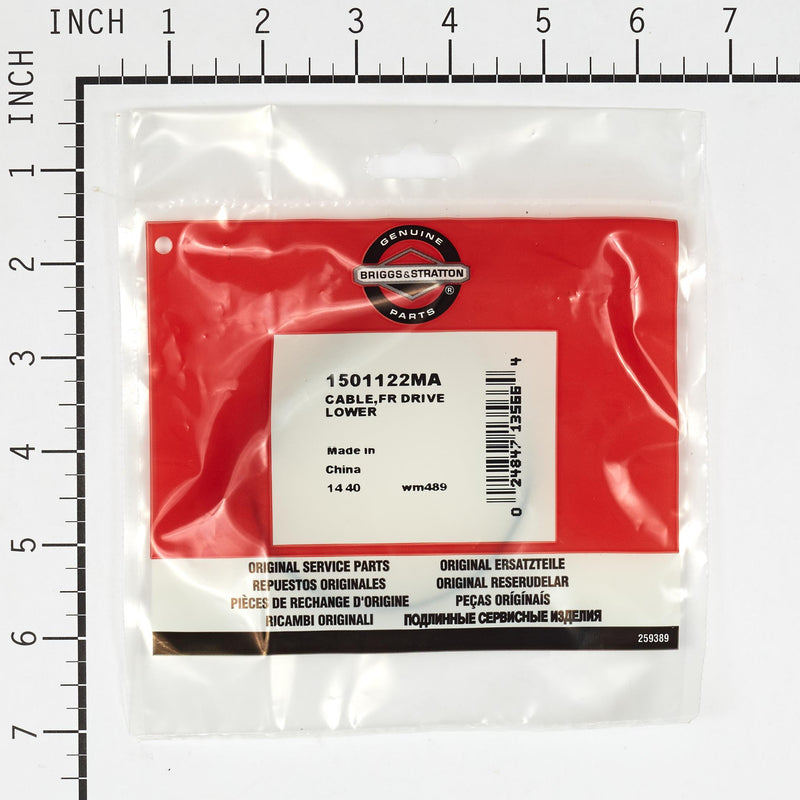 INCH 1 2 3 4 5 6 7
INCH
1
2
3
4
5
6
7
GENUINE
BRIGGS&STRATTON
®
PARTS
1501122MA
CABLE,FR DRIVE
LOWER
Made in
China
14 40 wm489
0 24847 13566 4
ORIGINAL SERVICE PARTS ORIGINAL ERSATZTEILE
REPUESTOS ORIGINALES ORIGINAL RESERUDELAR
PIÈCES DE RECHANGE D'ORIGINE PEÇAS ORÍGÍNAÍS
RICAMBI ORIGINALI ПОДЛИННЫЕ СЕРВИСНЫЕ ИЗДЕЛИЯ
259389